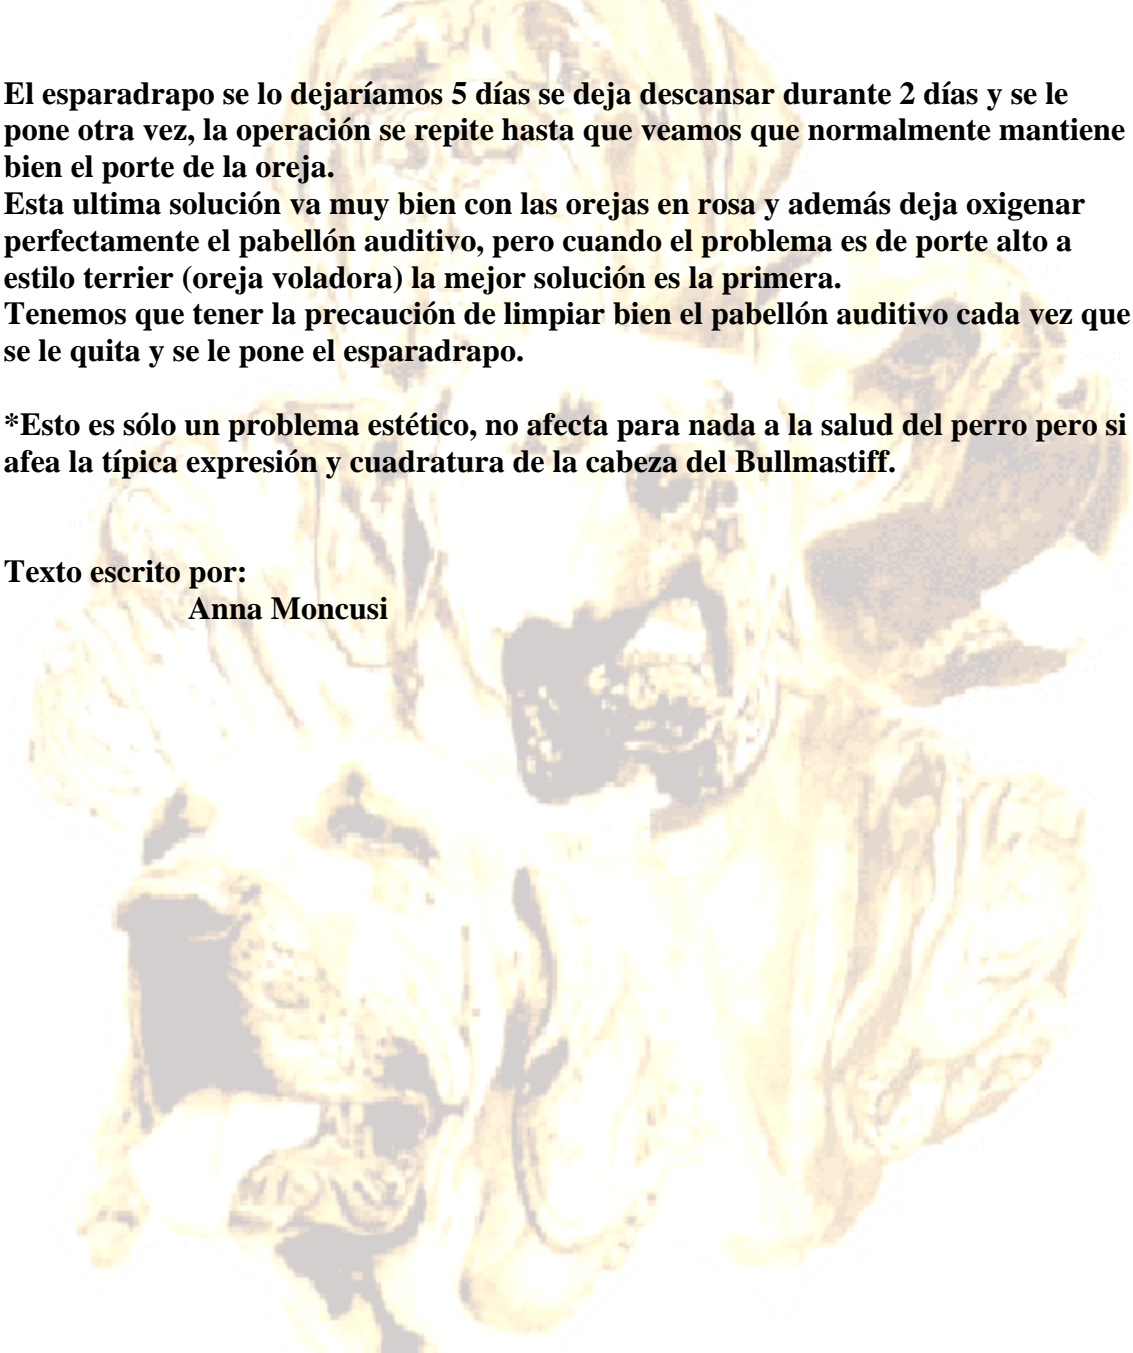 El esparadrapo se lo dejaríamos 5 días se deja descansar durante 2 días y se le
pone otra vez, la operación se repite hasta que veamos que normalmente mantiene
bien el porte de la oreja.
Esta ultima solución va muy bien con las orejas en rosa y además deja oxigenar
perfectamente el pabellón auditivo, pero cuando el problema es de porte alto a
estilo terrier (oreja voladora) la mejor solución es la primera.
Tenemos que tener la precaución de limpiar bien el pabellón auditivo cada vez que
se le quita y se le pone el esparadrapo.
*Esto es sólo un problema estético, no afecta para nada a la salud del perro pero si
afea la típica expresión y cuadratura de la cabeza del Bullmastiff.
Texto escrito por:
Anna Moncusi